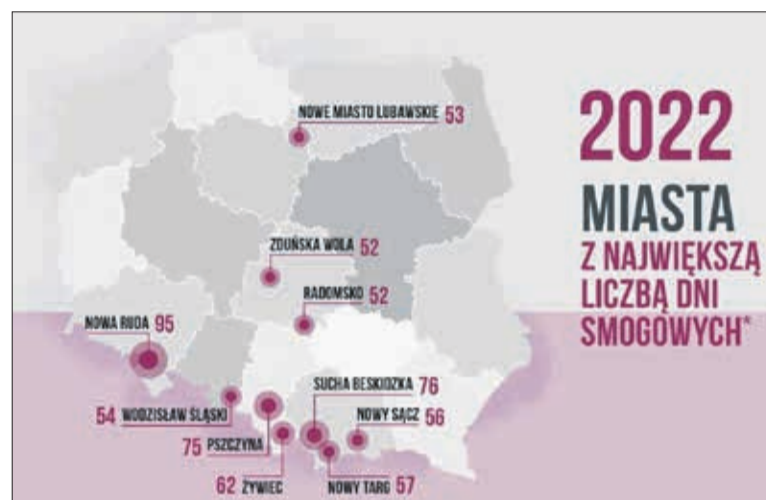 NOWE MIASTO LUBAWSKIE 53
2022
MIASTA
Z NAJWIĘKSZĄ
LICZBĄ DNI
SMOGOWYCH*
ZDUŃSKA WOLA 52
RADOMSKO 52
NOWA RUDA 95
SUCHA BESKIDZKA 76
54 WODZISŁAW ŚLĄSKI
NOWY SĄCZ 56
75 PSZCZYNA
62 ŻYWIEC
NOWY TARG 57